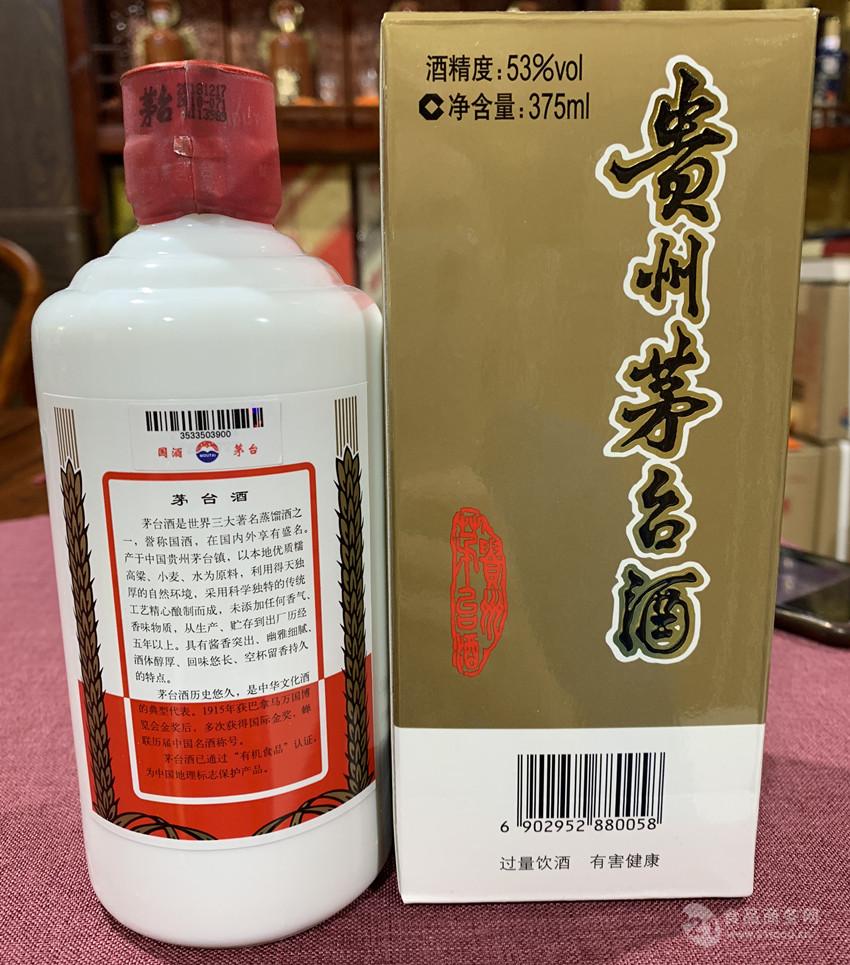 茅台
20181217
3533503900
国酒
MOUTAI
茅台
茅台酒
茅台酒是世界三大著名蒸馏酒之
一，誉称国酒，在国内外享有盛名。
产于中国贵州茅台镇，以本地优质糯
高粱、小麦、水为原料，利用得天独
厚的自然环境，采用科学独特的传统
工艺精心酿制而成，未添加任何香气、
香味物质，从生产、贮存到出厂历经
五年以上。具有酱香突出、幽雅细腻、
酒体醇厚、回味悠长、空杯留香持久
的特点。
茅台酒历史悠久，是中华文化酒
的典型代表。1915年获巴拿马万国博
览会金奖后，多次获得国际金奖，蝉
联历届中国名酒称号。
茅台酒已通过“有机食品”认证，
为中国地理标志保护产品。
酒精度：53%vol
净含量：375ml
贵州茅台酒
贵州
茅台酒
6 902952 880058
过量饮酒 有害健康